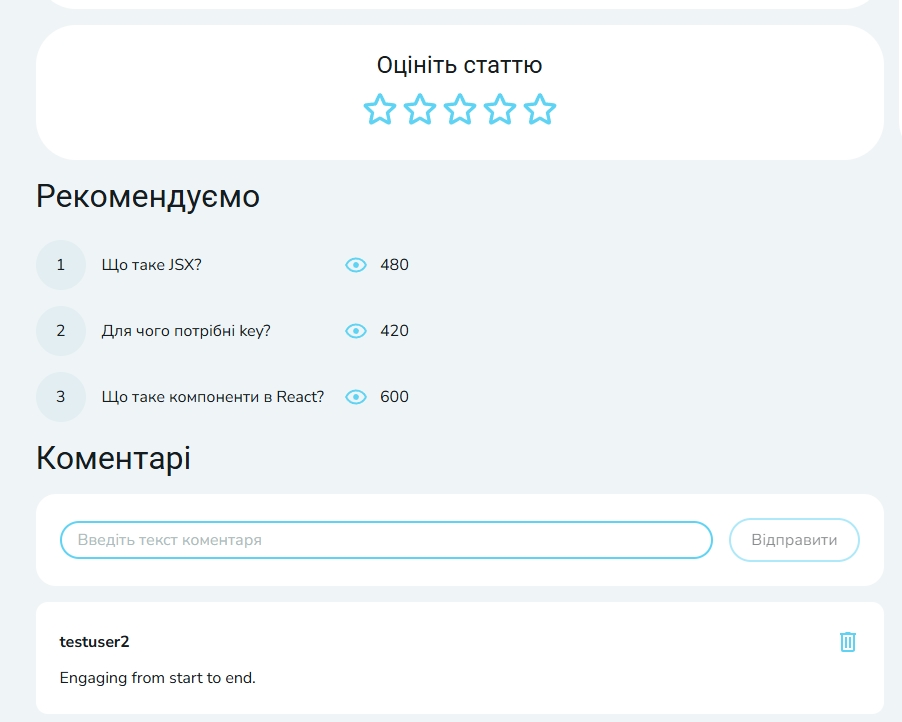 Оцініть статтю
Рекомендуємо
1 Що таке JSX? 480
2 Для чого потрібні key? 420
3 Що таке компоненти в React? 600
Коментарі
Введіть текст коментаря Відправити
testuser2
Engaging from start to end.